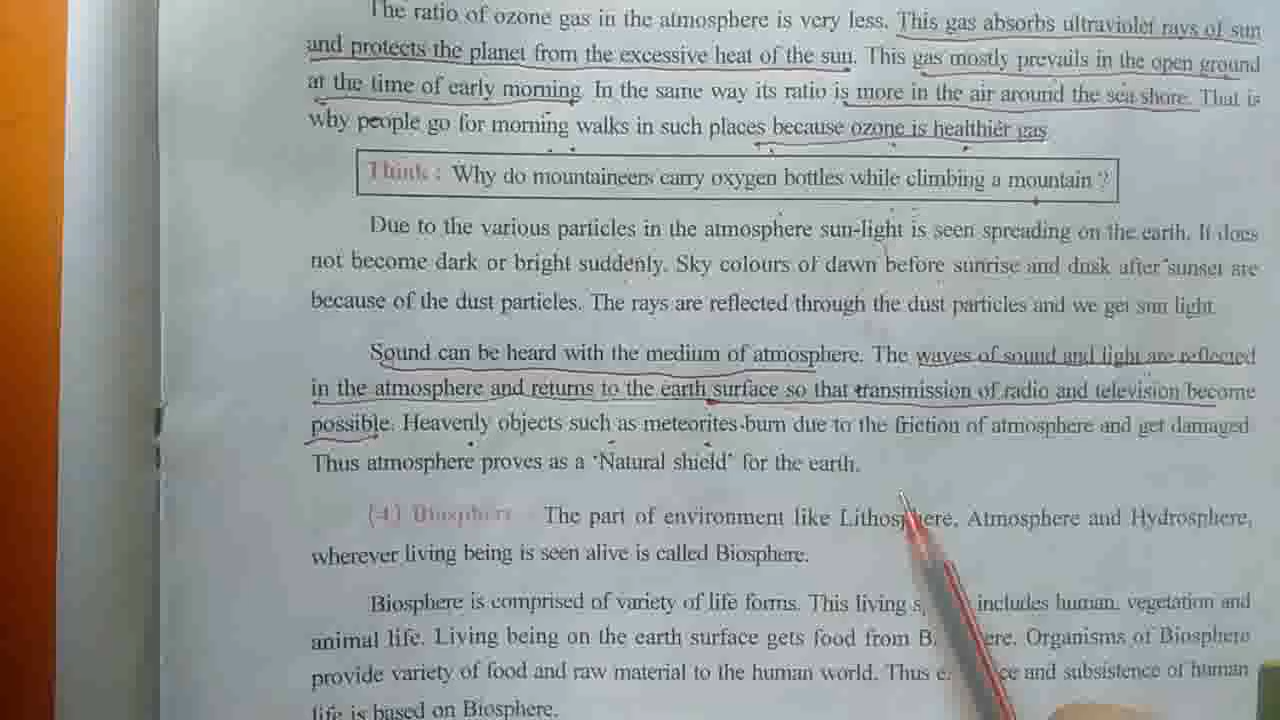 The ratio of ozone gas in the atmosphere is very less. This gas absorbs ultraviolet rays of sun
and protects the planet from the excessive heat of the sun. This gas mostly prevails in the open ground
at the time of early morning. In the same way its ratio is more in the air around the sea shore. That is
why people go for morning walks in such places because ozone is healthier gas
Think : Why do mountaineers carry oxygen bottles while climbing a mountain ?
Due to the various particles in the atmosphere sun-light is seen spreading on the earth. It does
not become dark or bright suddenly. Sky colours of dawn before sunrise and dusk after sunset are
because of the dust particles. The rays are reflected through the dust particles and we get sun light.
Sound can be heard with the medium of atmosphere. The waves of sound and light are reflected
in the atmosphere and returns to the earth surface so that transmission of radio and television become
possible. Heavenly objects such as meteorites burn due to the friction of atmosphere and get damaged.
Thus atmosphere proves as a 'Natural shield' for the earth.
(4) Biosphere The part of environment like Lithosphere, Atmosphere and Hydrosphere,
wherever living being is seen alive is called Biosphere.
Biosphere is comprised of variety of life forms. This living includes human, vegetation and
animal life. Living being on the earth surface gets food from Organisms of Biosphere
provide variety of food and raw material to the human world. Thus and subsistence of human
life is based on Biosphere.